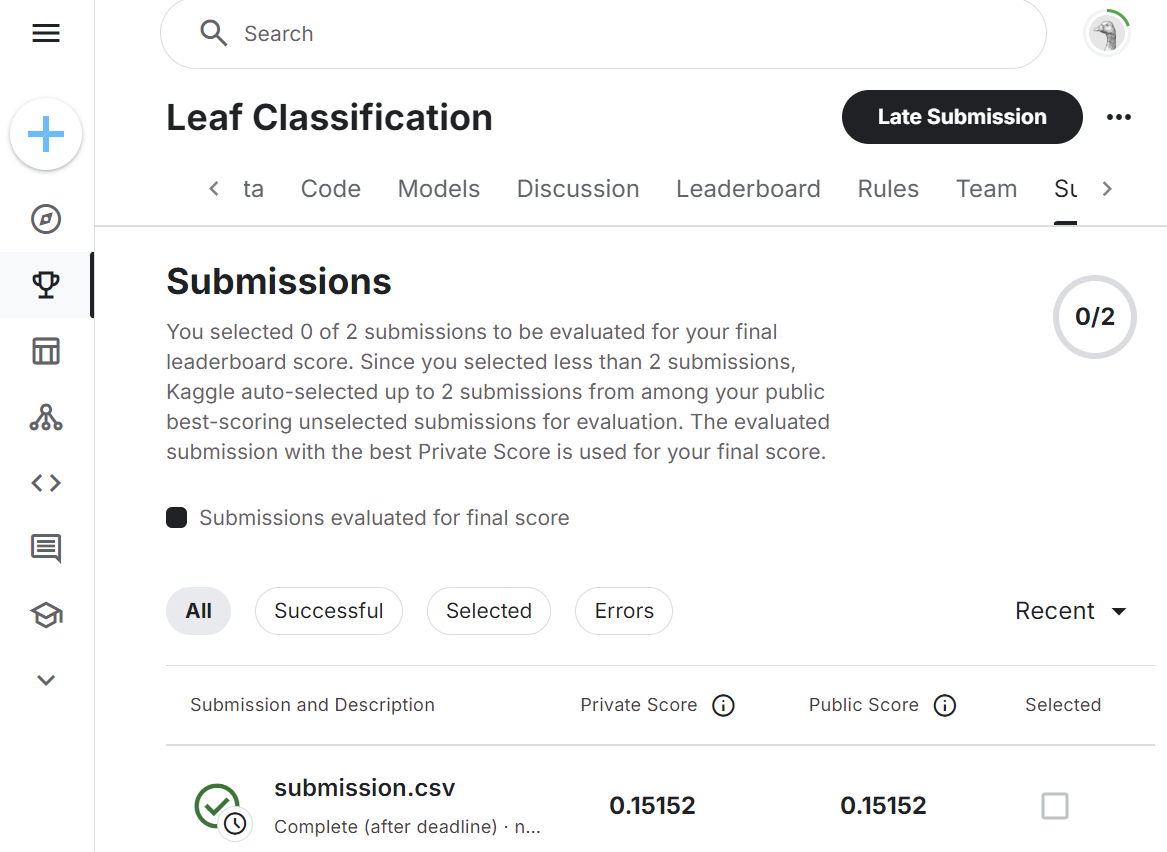 Search
Leaf Classification
Late Submission
ta Code Models Discussion Leaderboard Rules Team Su
Submissions
You selected 0 of 2 submissions to be evaluated for your final
leaderboard score. Since you selected less than 2 submissions,
Kaggle auto-selected up to 2 submissions from among your public
best-scoring unselected submissions for evaluation. The evaluated
submission with the best Private Score is used for your final score.
0/2
Submissions evaluated for final score
All Successful Selected Errors Recent
Submission and Description Private Score Public Score Selected
submission.csv 0.15152 0.15152
Complete (after deadline) · n...